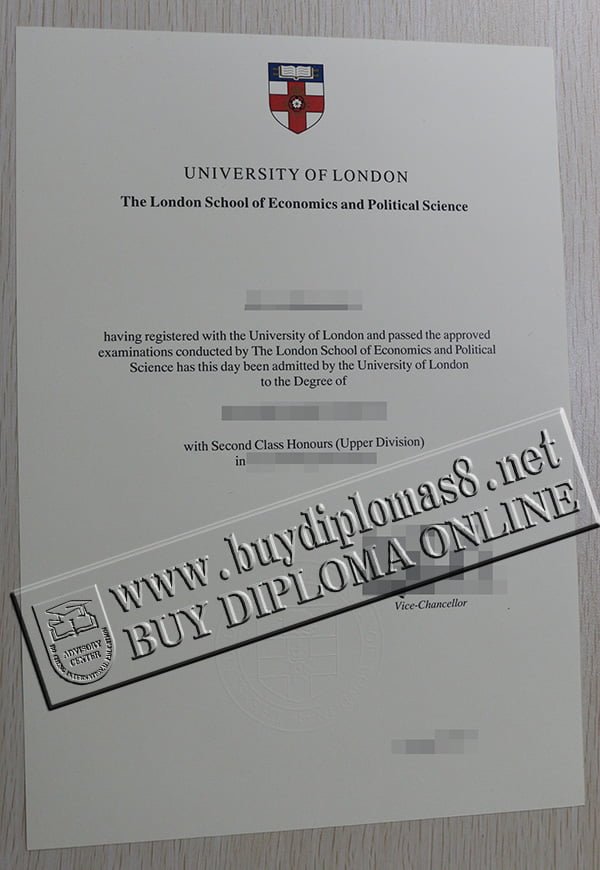 UNIVERSITY OF LONDON
The London School of Economics and Political Science
having registered with the University of London and passed the approved
examinations conducted by The London School of Economics and Political
Science has this day been admitted by the University of London
to the Degree of
with Second Class Honours (Upper Division)
in
www.buydiplomas8.net
BUY DIPLOMA ONLINE
ADVISORY
CENTER
Vice-Chancellor